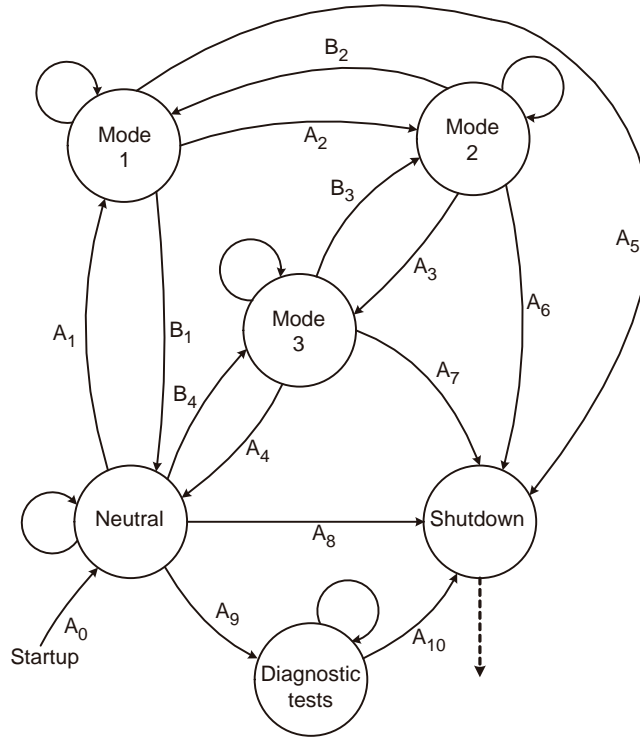 B2
Mode
1
Mode
2
A2
B3
A5
A3
A6
Mode
3
A1
B1
A7
B4
A4
Neutral
Shutdown
A8
A9
A0
A10
Startup
Diagnostic
tests